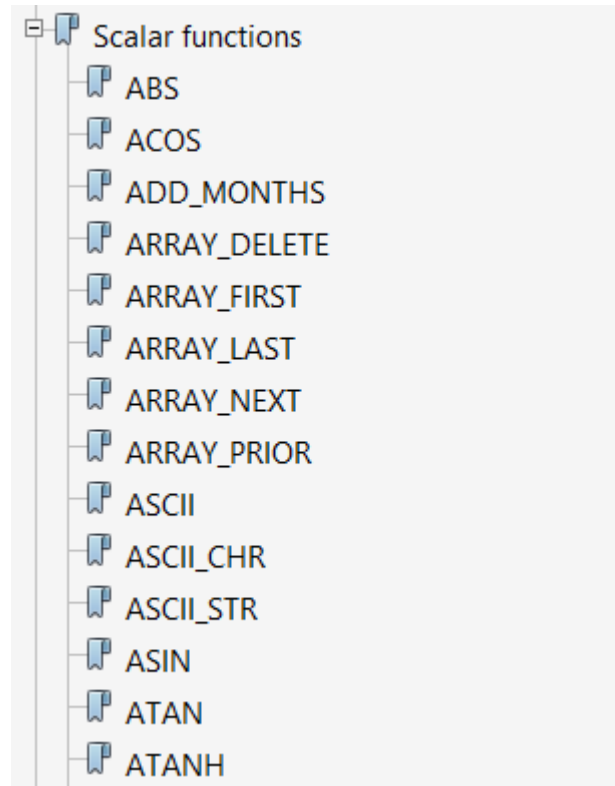 Scalar functions
ABS
ACOS
ADD_MONTHS
ARRAY_DELETE
ARRAY_FIRST
ARRAY_LAST
ARRAY_NEXT
ARRAY_PRIOR
ASCII
ASCII_CHR
ASCII_STR
ASIN
ATAN
ATANH